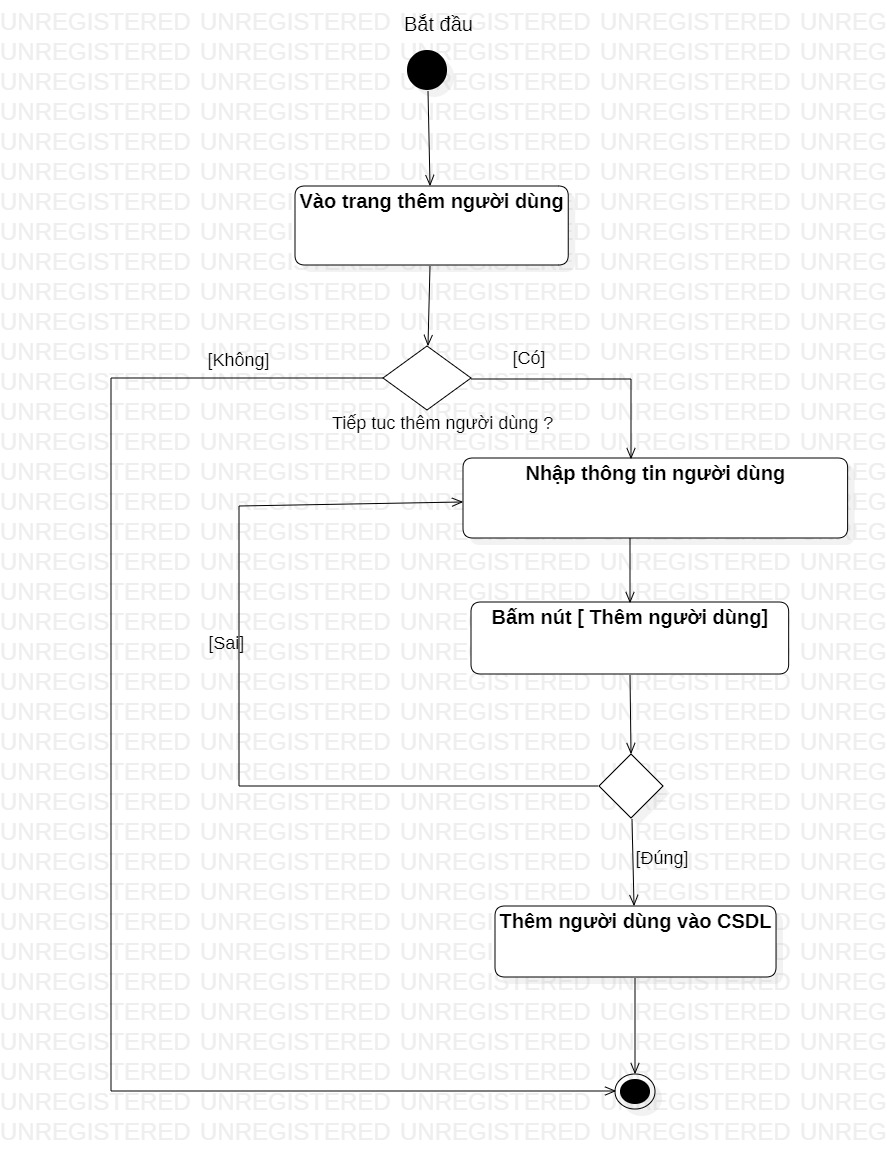 Bắt đầu
Vào trang thêm người dùng
[Không]
[Có]
Tiếp tuc thêm người dùng ?
Nhập thông tin người dùng
Bấm nút [ Thêm người dùng]
[Sai]
[Đúng]
Thêm người dùng vào CSDL
UNREGISTERED